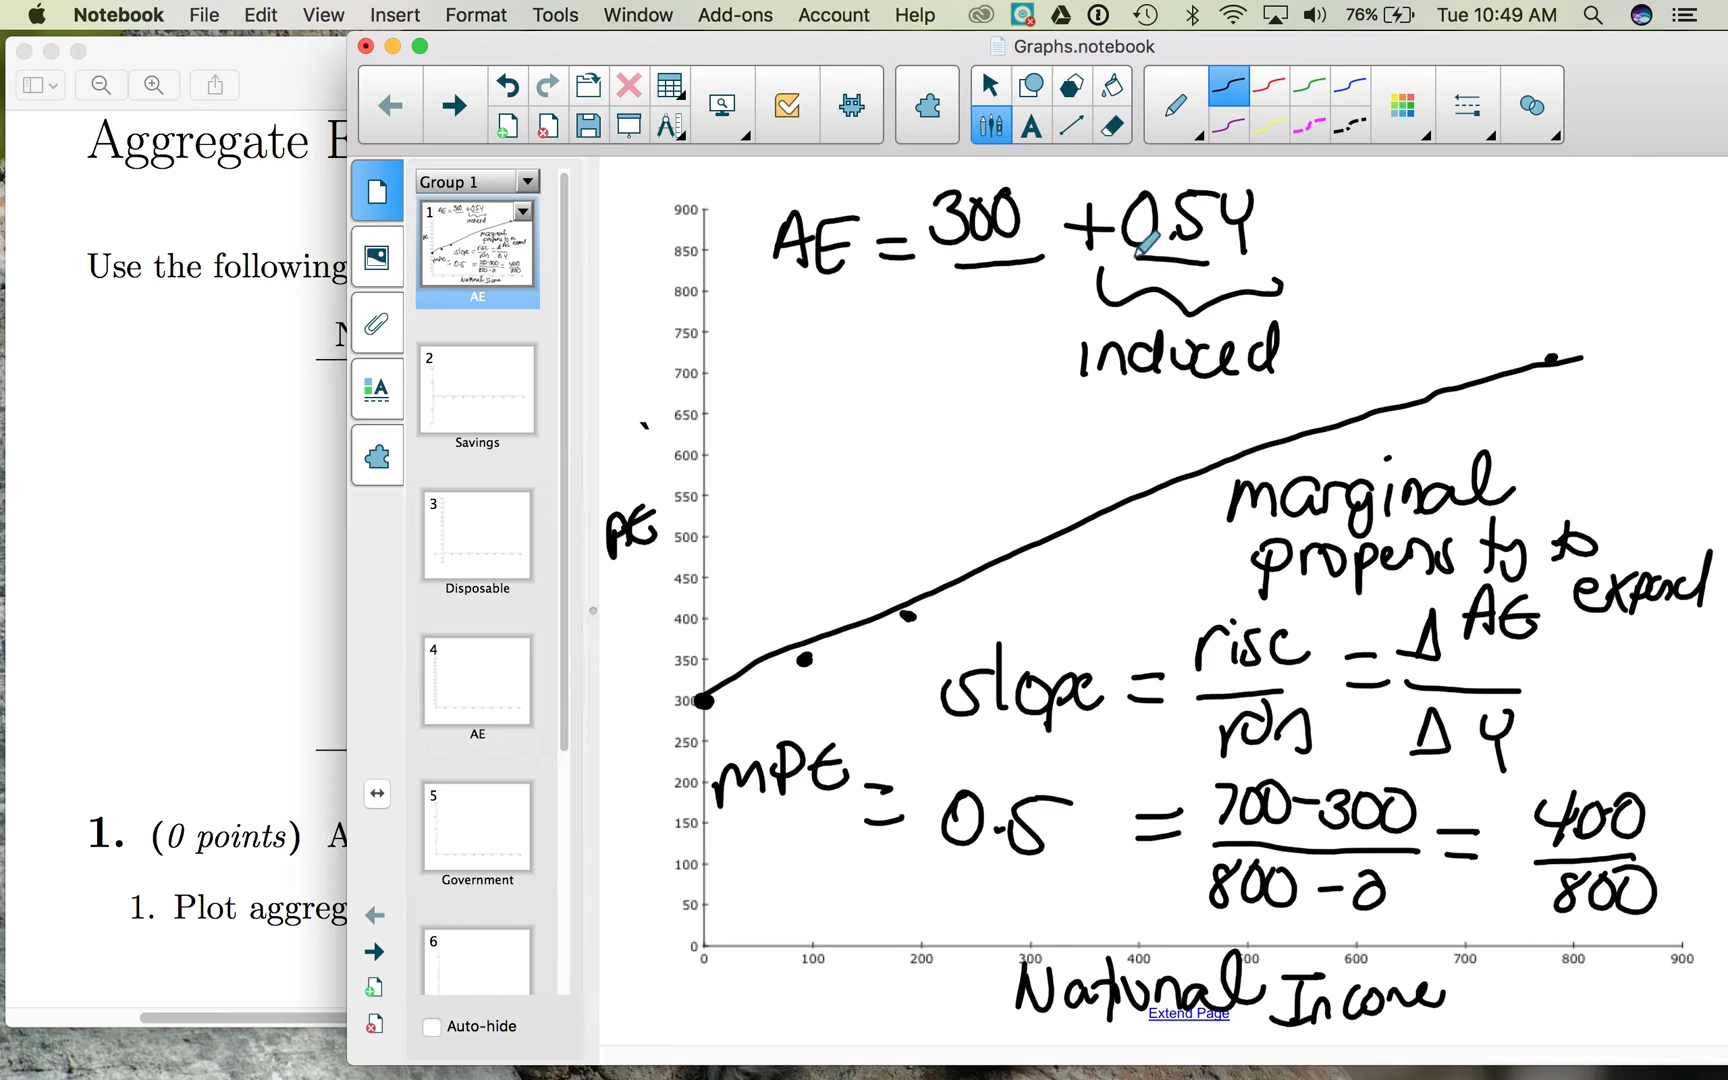 Notebook File Edit View Insert Format Tools Window Add-ons Account Help 76% Tue 10:49 AM
Graphs.notebook
Aggregate E
Use the following
N
1. (0 points) A
1. Plot aggreg
Group 1
1
AE
2
Savings
3
Disposable
4
AE
5
Government
6
Auto-hide
AE = 300 + 0.5Y
induced
AE
marginal
propensity to
expend
slope = rise/run = Δ AE/Δ Y
MPE = 0.5 = 700-300/800-0 = 400/800
900
850
800
750
700
650
600
550
500
450
400
350
300
250
200
150
100
50
0
0 100 200 300 400 500 600 700 800 900
National Income
Extend Page